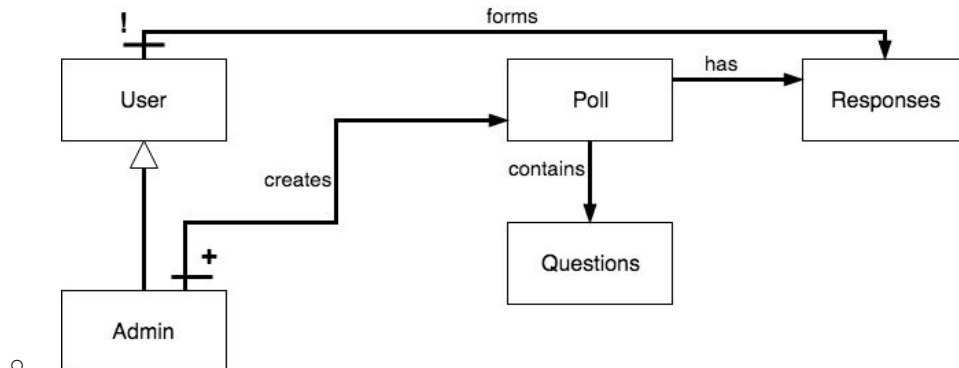 forms
!
User
Poll
has
Responses
creates
contains
+
Questions
Admin